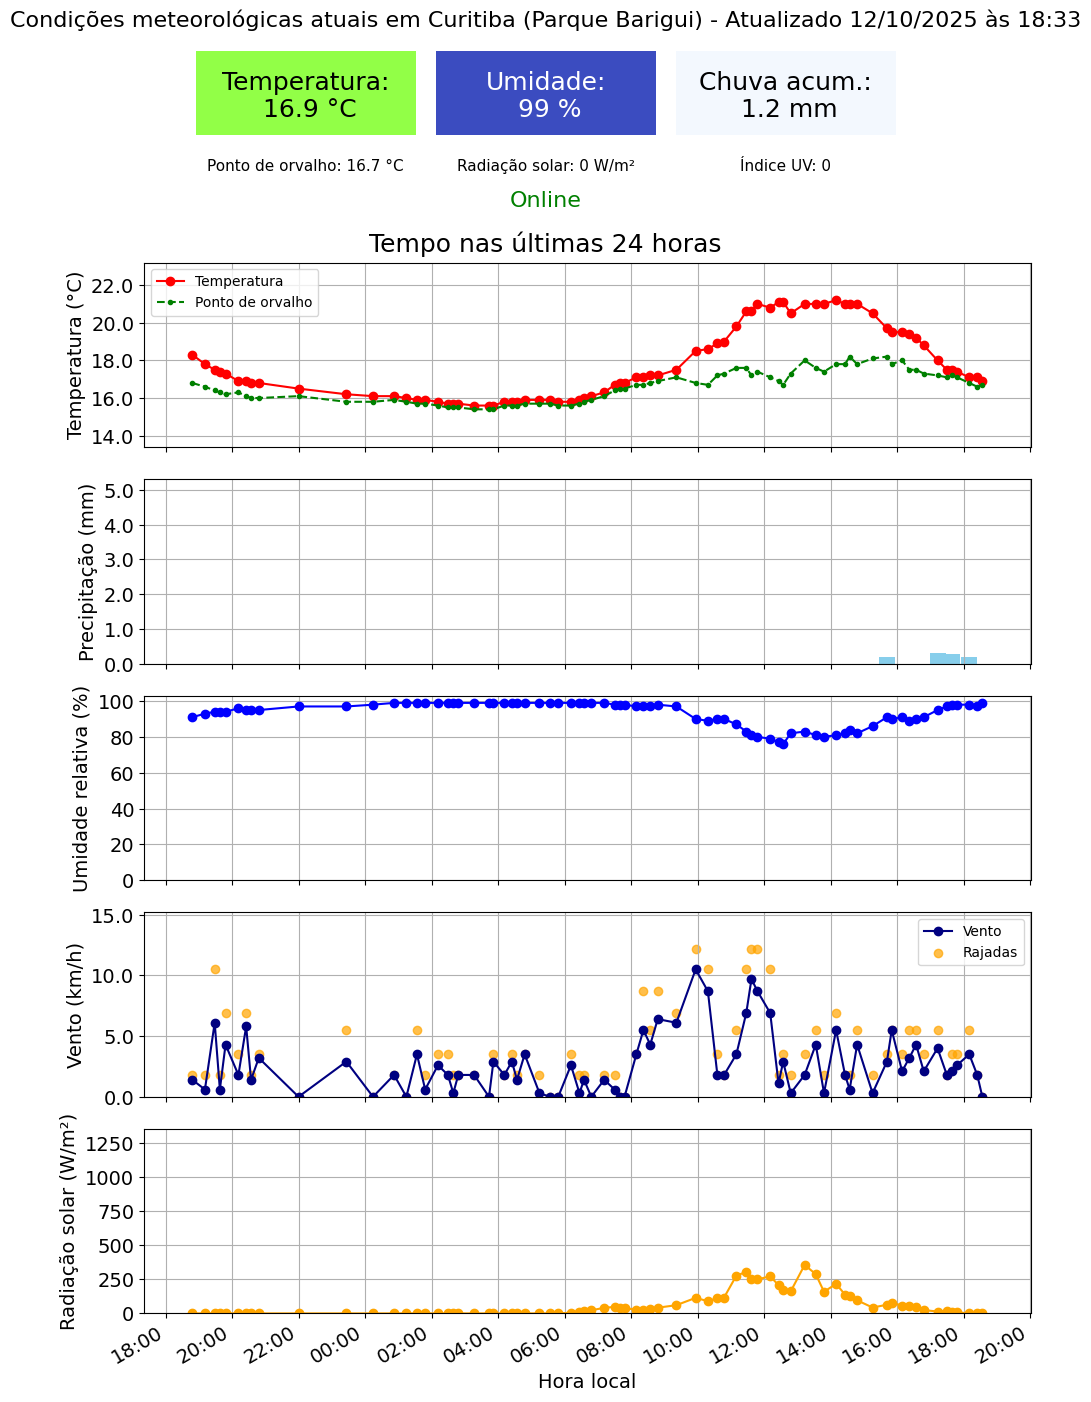 Condições meteorológicas atuais em Curitiba (Parque Barigui) - Atualizado 12/10/2025 às 18:33
Temperatura:
16.9 °C
Umidade:
99 %
Chuva acum.:
1.2 mm
Ponto de orvalho: 16.7 °C
Radiação solar: 0 W/m²
Índice UV: 0
Online
Tempo nas últimas 24 horas
Temperatura (°C)
22.0
20.0
18.0
16.0
14.0
Temperatura
Ponto de orvalho
Precipitação (mm)
5.0
4.0
3.0
2.0
1.0
0.0
Umidade relativa (%)
100
80
60
40
20
0
Vento (km/h)
15.0
10.0
5.0
0.0
Vento
Rajadas
Radiação solar (W/m²)
1250
1000
750
500
250
0
18:00
20:00
22:00
00:00
02:00
04:00
06:00
08:00
10:00
12:00
14:00
16:00
18:00
20:00
Hora local